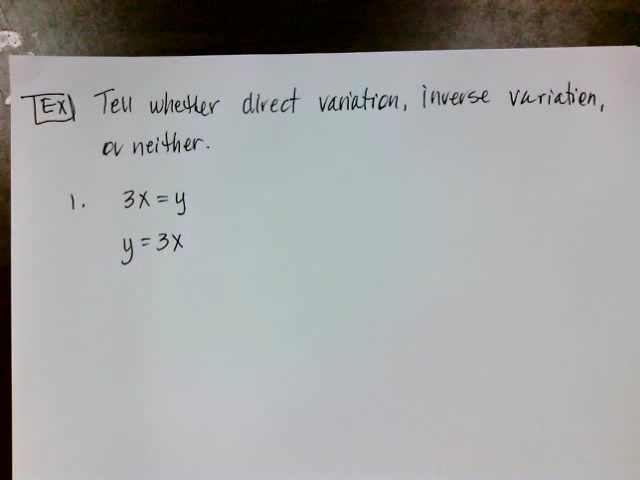 Ex) Tell whether direct variation, inverse variation,
or neither.
1. 3x = y
y = 3x